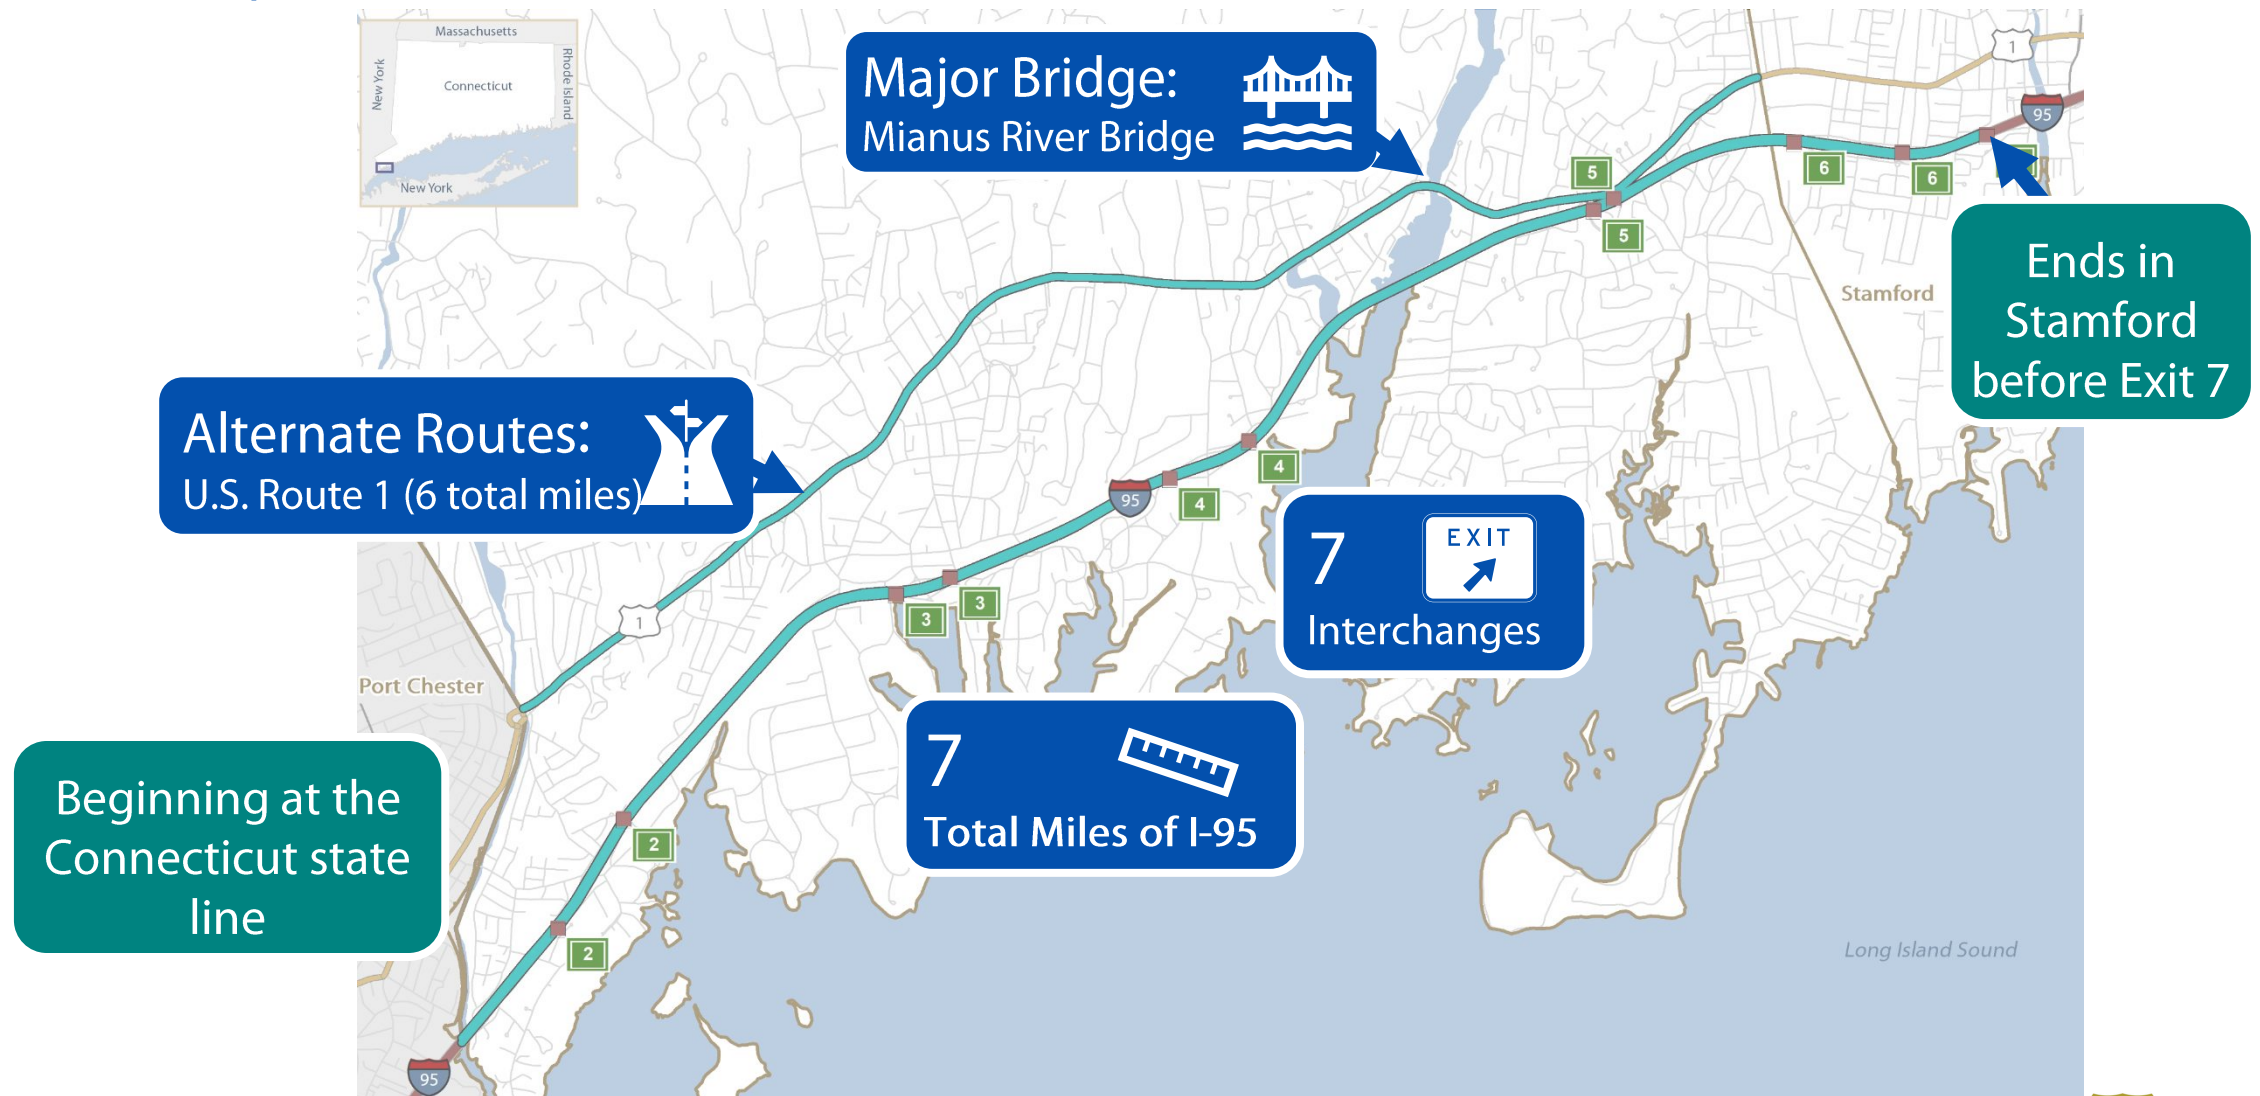 Massachusetts
New York
Connecticut
Rhode Island
New York
Major Bridge:
Mianus River Bridge
1
95
5
6
6
5
Stamford
Ends in
Stamford
before Exit 7
Alternate Routes:
U.S. Route 1 (6 total miles)
4
95
4
7
EXIT
Interchanges
3
3
1
Port Chester
7
Total Miles of I-95
Beginning at the
Connecticut state
line
2
2
Long Island Sound
95